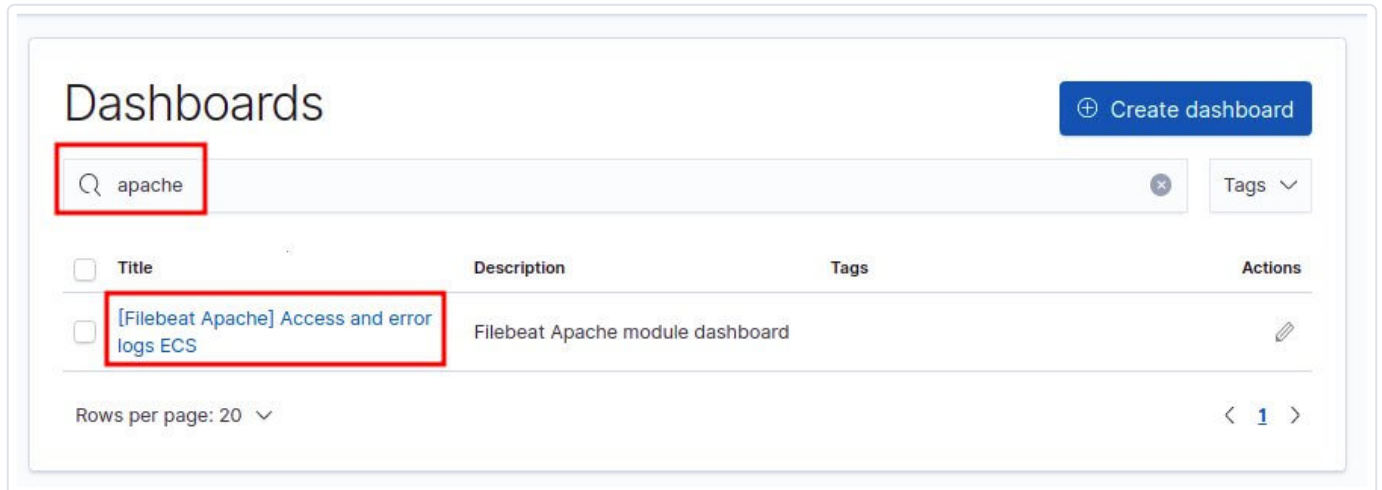 Dashboards
Create dashboard
apache
Tags
Title Description Tags Actions
[Filebeat Apache] Access and error
logs ECS
Filebeat Apache module dashboard
Rows per page: 20
1